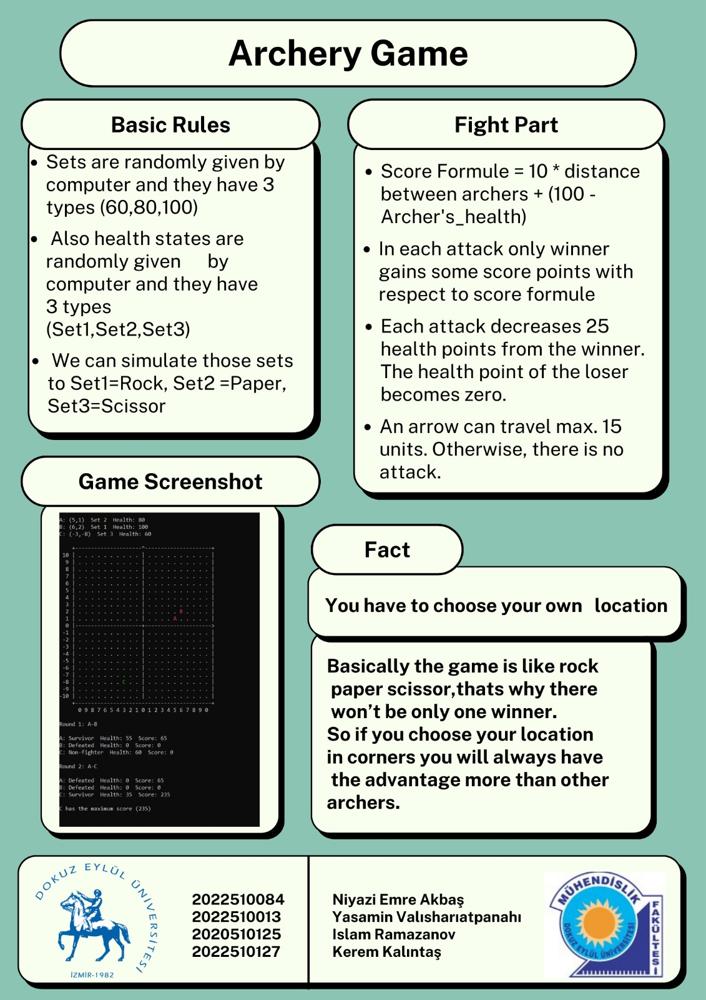 Archery Game
Basic Rules
• Sets are randomly given by
computer and they have 3
types (60,80,100)
• Also health states are
randomly given by
computer and they have
3 types
(Set1,Set2,Set3)
• We can simulate those sets
to Set1=Rock, Set2 =Paper,
Set3=Scissor
Fight Part
• Score Formule = 10 * distance
between archers + (100 -
Archer's_health)
• In each attack only winner
gains some score points with
respect to score formule
• Each attack decreases 25
health points from the winner.
The health point of the loser
becomes zero.
• An arrow can travel max. 15
units. Otherwise, there is no
attack.
Game Screenshot
A: (5,1) Set 2 Health: 80
B: (6,2) Set 1 Health: 100
C: (-3,-8) Set 3 Health: 60
+--------------------^--------------------+
10 |. . . . . . . . . .|. . . . . . . . . .|
9 |. . . . . . . . . .|. . . . . . . . . .|
8 |. . . . . . . . . .|. . . . . . . . . .|
7 |. . . . . . . . . .|. . . . . . . . . .|
6 |. . . . . . . . . .|. . . . . . . . . .|
5 |. . . . . . . . . .|. . . . . . . . . .|
4 |. . . . . . . . . .|. . . . . . . . . .|
3 |. . . . . . . . . .|. . . . . . . . . .|
2 |. . . . . . . . . .|. . . . . B . . . .|
1 |. . . . . . . . . .|. . . . A . . . . .|
0 |--------------------+-------------------->
-1 |. . . . . . . . . .|. . . . . . . . . .|
-2 |. . . . . . . . . .|. . . . . . . . . .|
-3 |. . . . . . . . . .|. . . . . . . . . .|
-4 |. . . . . . . . . .|. . . . . . . . . .|
-5 |. . . . . . . . . .|. . . . . . . . . .|
-6 |. . . . . . . . . .|. . . . . . . . . .|
-7 |. . . . . . . . . .|. . . . . . . . . .|
-8 |. . . . . . . C . .|. . . . . . . . . .|
-9 |. . . . . . . . . .|. . . . . . . . . .|
-10 |. . . . . . . . . .|. . . . . . . . . .|
+--------------------+--------------------+
0 9 8 7 6 5 4 3 2 1 0 1 2 3 4 5 6 7 8 9 0
Round 1: A-B
A: Survivor Health: 55 Score: 65
B: Defeated Health: 0 Score: 0
C: Non-fighter Health: 60 Score: 0
Round 2: A-C
A: Defeated Health: 0 Score: 65
B: Defeated Health: 0 Score: 0
C: Survivor Health: 35 Score: 235
C has the maximum score (235)
Fact
You have to choose your own location
Basically the game is like rock
paper scissor,thats why there
won’t be only one winner.
So if you choose your location
in corners you will always have
the advantage more than other
archers.
DOKUZ EYLÜL ÜNİVERSİTESİ
İZMİR-1982
2022510084
2022510013
2020510125
2022510127
Niyazi Emre Akbaş
Yasamin Valısharıatpanahı
Islam Ramazanov
Kerem Kalıntaş
MÜHENDİSLİK
FAKÜLTESİ
DOKUZ EYLÜL ÜNİVERSİTESİ